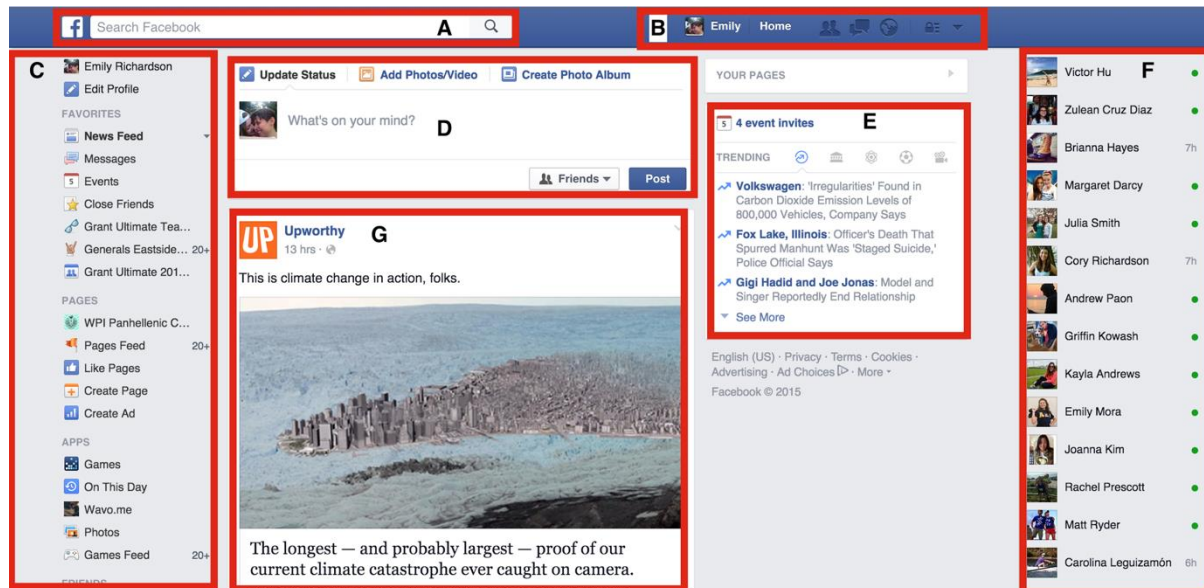 f Search Facebook A
B Emily Home
C
Emily Richardson
Edit Profile
FAVORITES
News Feed
Messages
5 Events
Close Friends
Grant Ultimate Tea...
Generals Eastside... 20+
Grant Ultimate 201...
PAGES
WPI Panhellenic C...
Pages Feed 20+
Like Pages
Create Page
Create Ad
APPS
Games
On This Day
Wavo.me
Photos
Games Feed 20+
Update Status Add Photos/Video Create Photo Album
What's on your mind? D
Friends Post
UP Upworthy G
13 hrs ·
This is climate change in action, folks.
The longest — and probably largest — proof of our
current climate catastrophe ever caught on camera.
YOUR PAGES
5 4 event invites E
TRENDING
Volkswagen: 'Irregularities' Found in
Carbon Dioxide Emission Levels of
800,000 Vehicles, Company Says
Fox Lake, Illinois: Officer's Death That
Spurred Manhunt Was 'Staged Suicide,'
Police Official Says
Gigi Hadid and Joe Jonas: Model and
Singer Reportedly End Relationship
See More
English (US) · Privacy · Terms · Cookies ·
Advertising · Ad Choices · More
Facebook © 2015
Victor Hu F
Zulean Cruz Diaz
Brianna Hayes 7h
Margaret Darcy
Julia Smith
Cory Richardson 7h
Andrew Paon
Griffin Kowash
Kayla Andrews
Emily Mora
Joanna Kim
Rachel Prescott
Matt Ryder
Carolina Leguizamón 6h